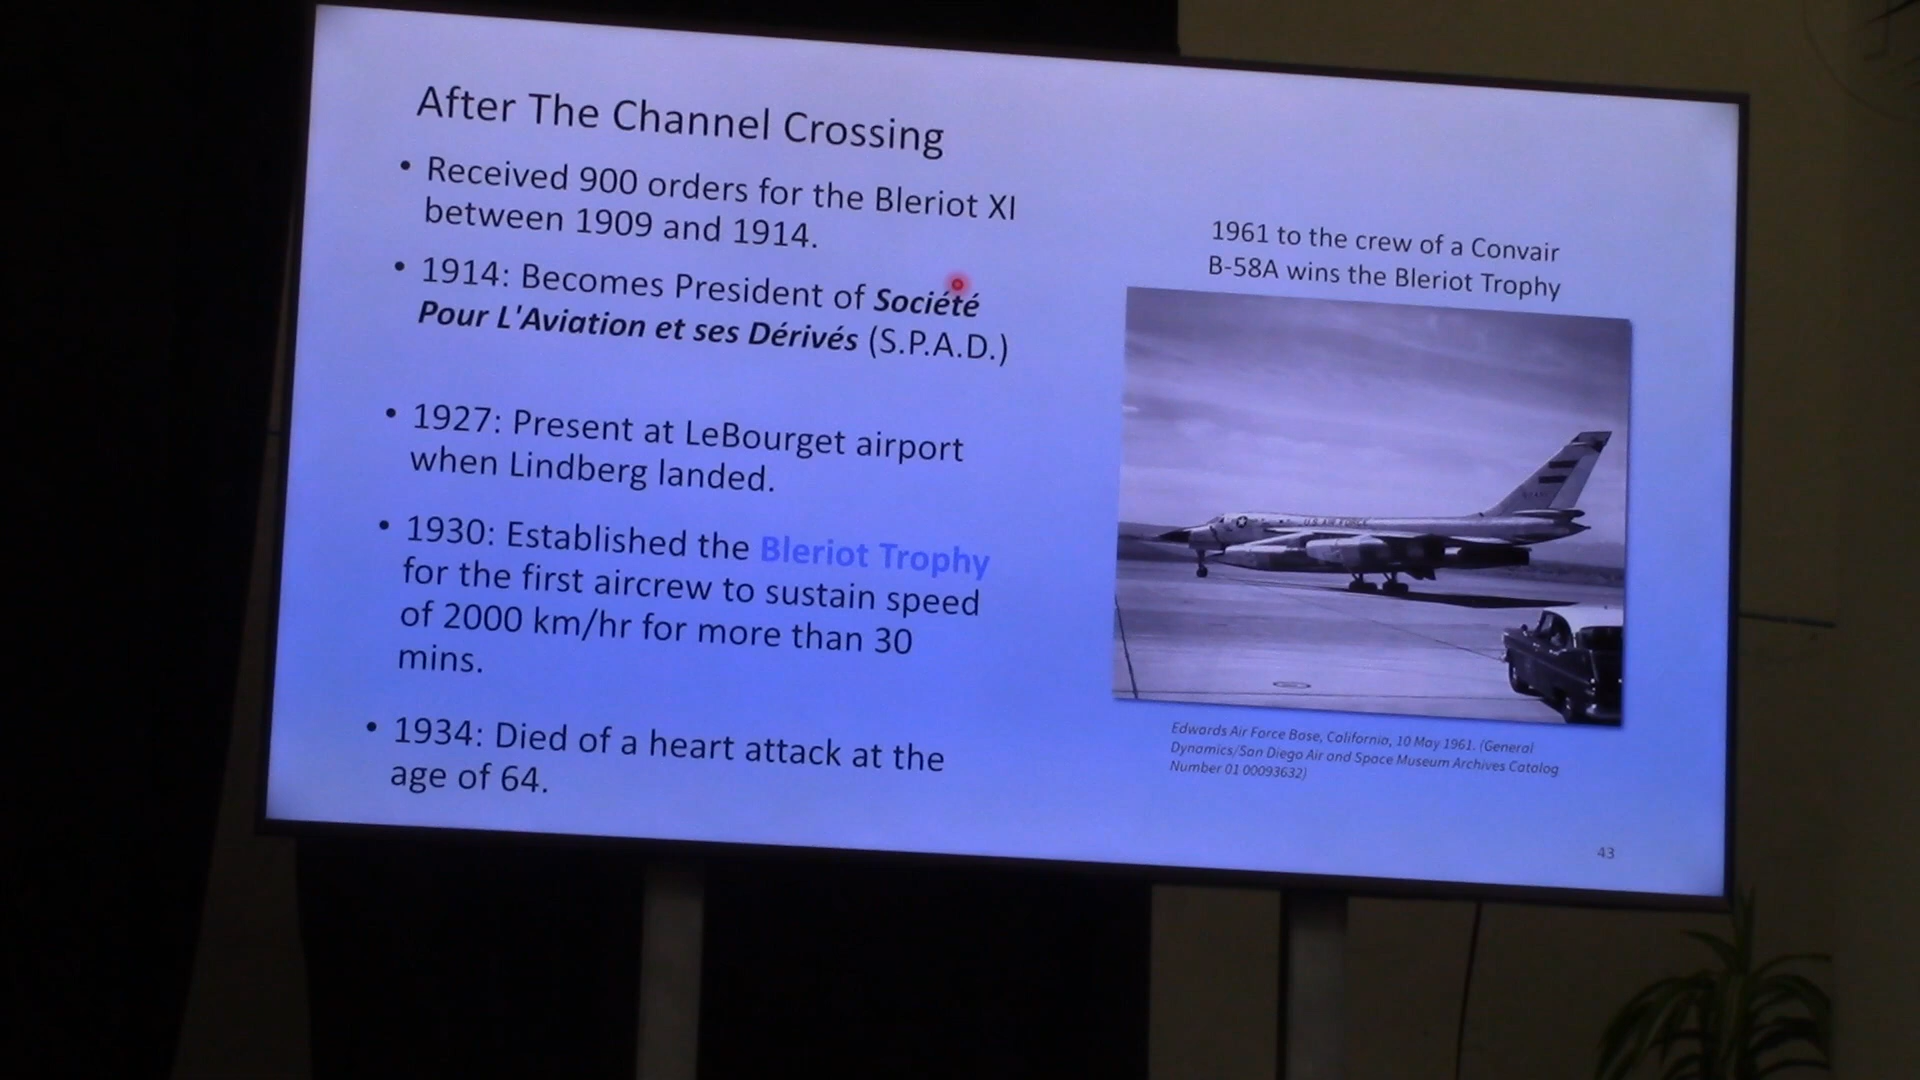 After The Channel Crossing
• Received 900 orders for the Bleriot XI
between 1909 and 1914.
• 1914: Becomes President of Société
Pour L'Aviation et ses Dérivés (S.P.A.D.)
• 1927: Present at LeBourget airport
when Lindberg landed.
• 1930: Established the Bleriot Trophy
for the first aircrew to sustain speed
of 2000 km/hr for more than 30
mins.
• 1934: Died of a heart attack at the
age of 64.
1961 to the crew of a Convair
B-58A wins the Bleriot Trophy
U.S. AIR FORCE
Edwards Air Force Base, California, 10 May 1961. (General
Dynamics/San Diego Air and Space Museum Archives Catalog
Number 01 00093632)
43